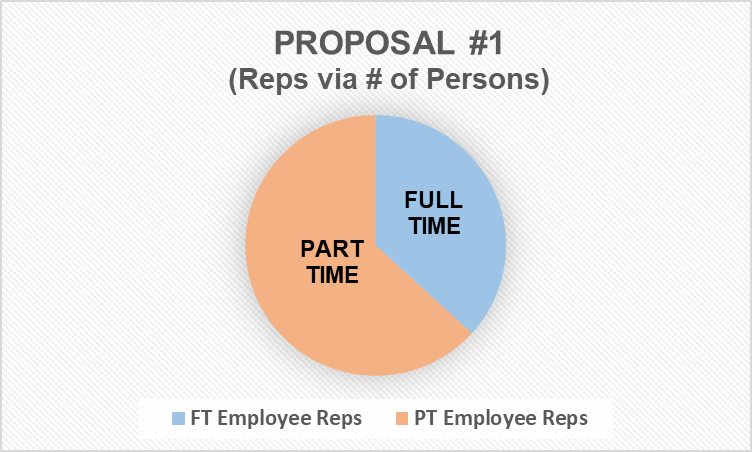 PROPOSAL #1
(Reps via # of Persons)
FULL
TIME
PART
TIME
FT Employee Reps
PT Employee Reps